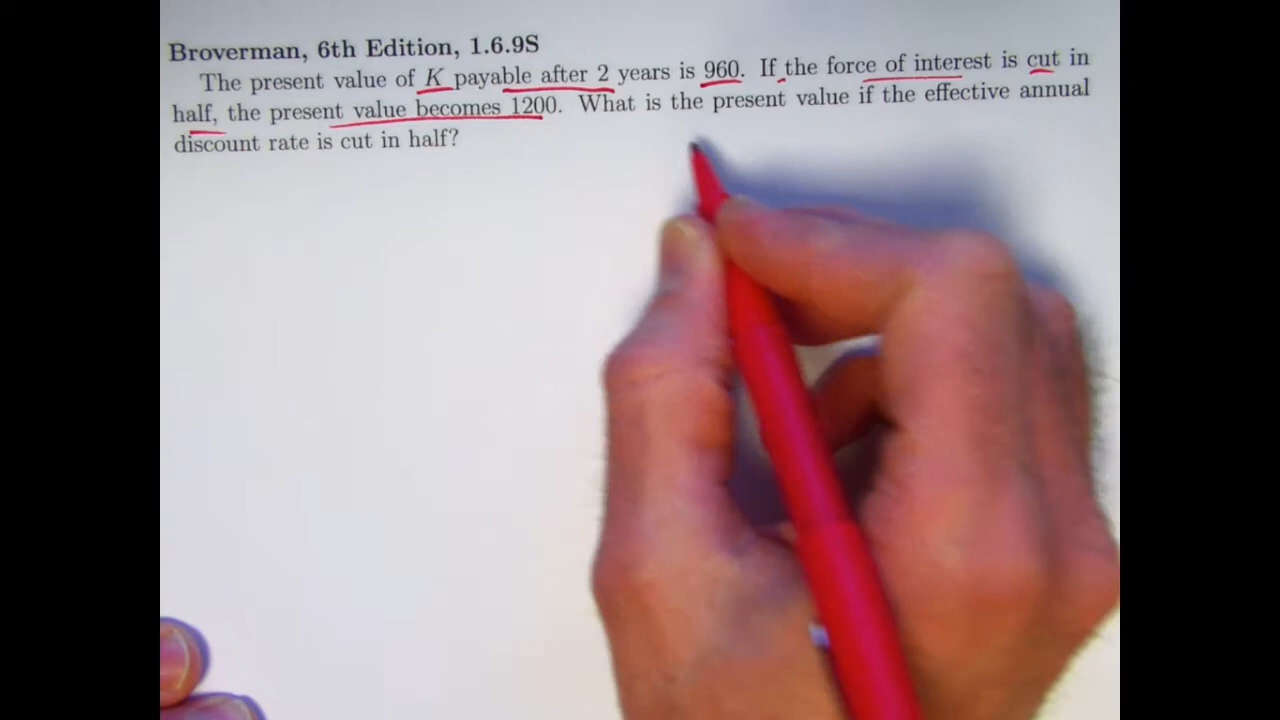 Broverman, 6th Edition, 1.6.9S
The present value of K payable after 2 years is 960. If the force of interest is cut in
half, the present value becomes 1200. What is the present value if the effective annual
discount rate is cut in half?